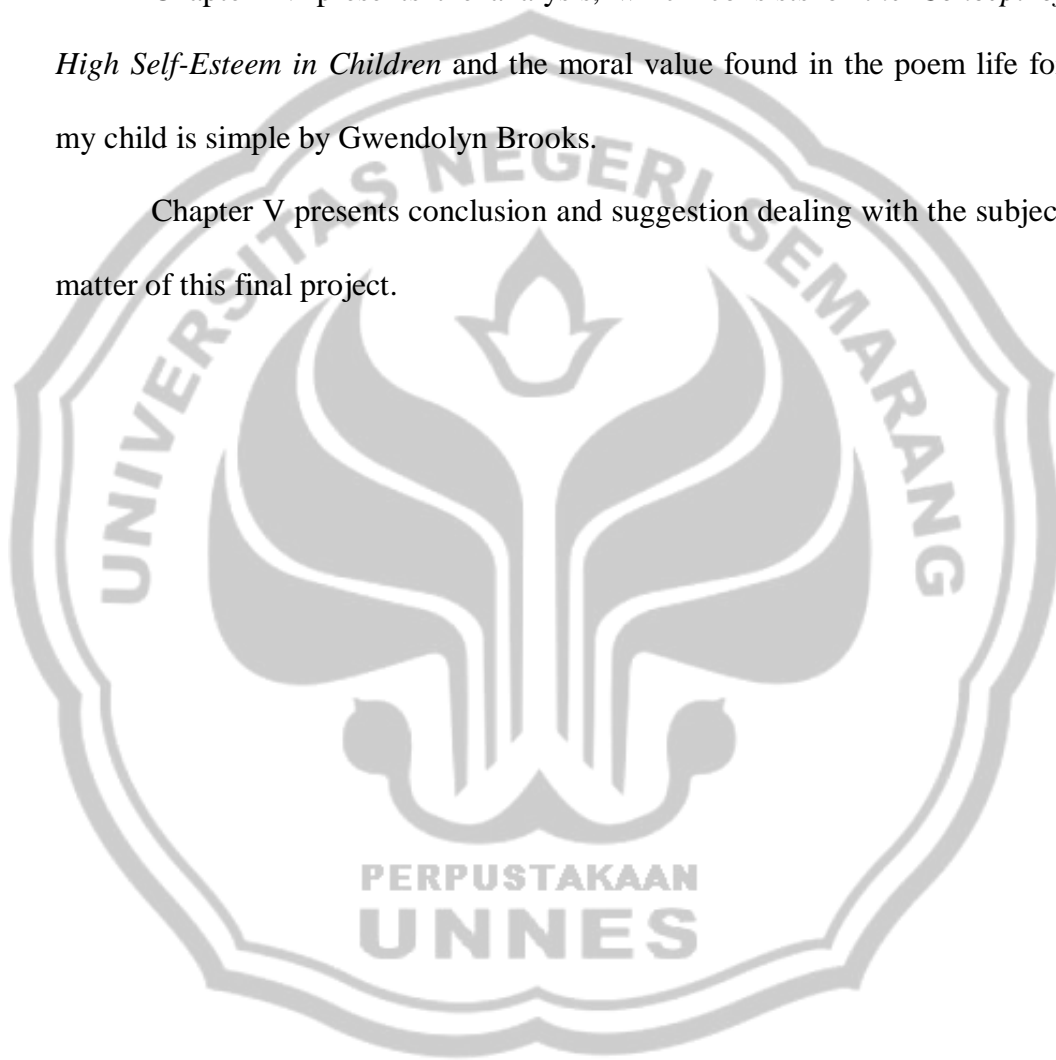 High Self-Esteem in Children and the moral value found in the poem life fo
my child is simple by Gwendolyn Brooks.
Chapter V presents conclusion and suggestion dealing with the subjec
matter of this final project.
UNIVERSITAS NEGERI SEMARANG
PERPUSTAKAAN
UNNES